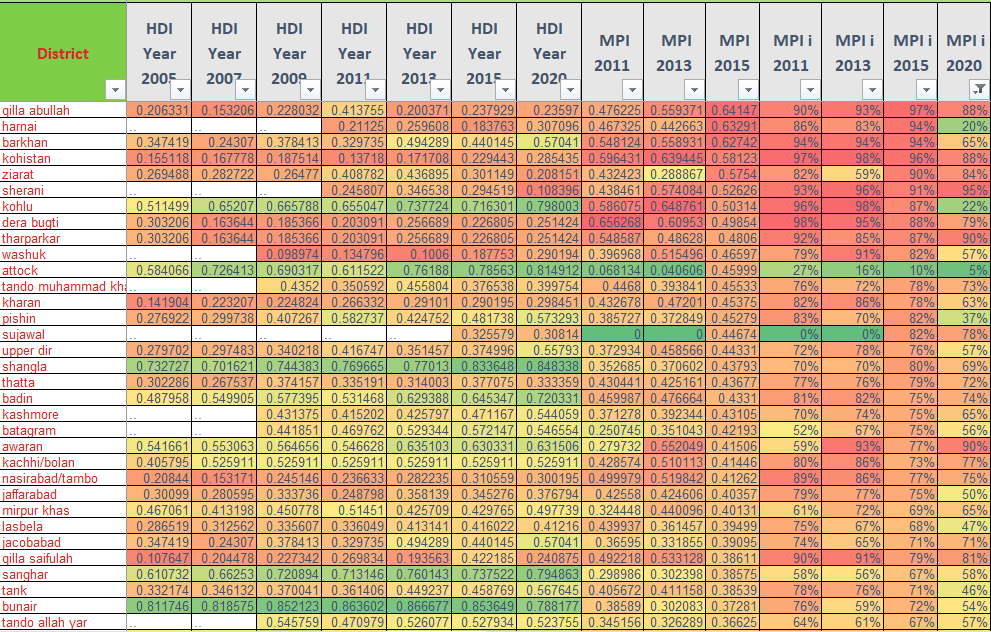 District HDI Year 2005 HDI Year 2007 HDI Year 2009 HDI Year 2011 HDI Year 2013 HDI Year 2015 HDI Year 2020 MPI 2011 MPI 2013 MPI 2015 MPI i 2011 MPI i 2013 MPI i 2015 MPI i 2020
qilla abullah 0.206331 0.153206 0.228032 0.413755 0.200371 0.237929 0.23597 0.476225 0.559371 0.64147 90% 93% 97% 88%
harnai .. .. .. 0.21125 0.259608 0.183763 0.307096 0.467325 0.442663 0.63291 86% 83% 94% 20%
barkhan 0.347419 0.24307 0.378413 0.329735 0.494289 0.440145 0.57041 0.548124 0.558931 0.62742 94% 94% 94% 65%
kohistan 0.155118 0.167778 0.187514 0.13718 0.171708 0.229443 0.285435 0.596431 0.639445 0.58123 97% 98% 96% 88%
ziarat 0.269488 0.282722 0.26477 0.408782 0.436895 0.301149 0.208151 0.432423 0.288867 0.5754 82% 59% 90% 84%
sherani .. .. .. 0.245807 0.346538 0.294519 0.108396 0.438461 0.574084 0.52626 93% 96% 91% 95%
kohlu 0.511499 0.65207 0.665788 0.655047 0.737724 0.716301 0.798003 0.586075 0.648761 0.50314 96% 98% 87% 22%
dera bugti 0.303206 0.163644 0.185366 0.203091 0.256689 0.226805 0.251424 0.656268 0.60953 0.49854 98% 95% 88% 79%
tharparkar 0.303206 0.163644 0.185366 0.203091 0.256689 0.226805 0.251424 0.548587 0.48628 0.4806 92% 85% 87% 90%
washuk .. .. 0.098974 0.134796 0.1006 0.187753 0.290194 0.396968 0.515496 0.46597 79% 91% 82% 57%
attock 0.584066 0.726413 0.690317 0.611522 0.76188 0.78563 0.814912 0.068134 0.040606 0.45999 27% 16% 10% 5%
tando muhammad kha .. .. 0.4352 0.350592 0.455804 0.376538 0.399754 0.4468 0.393841 0.45533 76% 72% 78% 73%
kharan 0.141904 0.223207 0.224824 0.266332 0.29101 0.290195 0.298451 0.432678 0.47201 0.45375 82% 86% 78% 63%
pishin 0.276922 0.299738 0.407267 0.582737 0.424752 0.481738 0.573293 0.385727 0.372849 0.45279 83% 70% 82% 37%
sujawal .. .. .. .. .. 0.325579 0.30814 0 0 0.44674 0% 0% 82% 78%
upper dir 0.279702 0.297483 0.340218 0.416747 0.351457 0.374996 0.55793 0.372934 0.458566 0.44331 72% 78% 76% 57%
shangla 0.732727 0.701621 0.744383 0.769665 0.77013 0.833648 0.848338 0.352685 0.370602 0.43793 70% 70% 80% 69%
thatta 0.302286 0.267537 0.374157 0.335191 0.314003 0.377075 0.333359 0.430441 0.425161 0.43677 77% 76% 79% 72%
badin 0.487958 0.549905 0.577395 0.531468 0.629388 0.645347 0.720331 0.459987 0.476664 0.4331 81% 82% 75% 74%
kashmore .. .. 0.431375 0.415202 0.425797 0.471167 0.544059 0.371278 0.392344 0.43105 70% 74% 75% 65%
batagram .. .. 0.441851 0.469762 0.529344 0.572147 0.546554 0.250745 0.351043 0.42193 52% 67% 75% 56%
awaran 0.541661 0.553063 0.564656 0.546628 0.635103 0.630331 0.631506 0.279732 0.552049 0.41506 59% 93% 77% 90%
kachhi/bolan 0.405795 0.525911 0.525911 0.525911 0.525911 0.525911 0.525911 0.428574 0.510113 0.41446 80% 86% 73% 77%
nasirabad/tambo 0.20844 0.153171 0.245146 0.236633 0.282235 0.310559 0.300195 0.499979 0.519842 0.41262 89% 86% 77% 75%
jaffarabad 0.30099 0.280595 0.333736 0.248798 0.358139 0.345276 0.376794 0.42558 0.424606 0.40357 79% 77% 75% 50%
mirpur khas 0.467061 0.413198 0.450778 0.51451 0.425709 0.429765 0.497739 0.324448 0.440096 0.40131 61% 72% 69% 65%
lasbela 0.286519 0.312562 0.335607 0.336049 0.413141 0.416022 0.41216 0.439937 0.361457 0.39499 75% 67% 68% 47%
jacobabad 0.347419 0.24307 0.378413 0.329735 0.494289 0.440145 0.57041 0.36595 0.331855 0.39095 74% 65% 71% 71%
qilla saifulah 0.107647 0.204478 0.227342 0.269834 0.193563 0.422185 0.240875 0.492218 0.533128 0.38611 90% 91% 79% 81%
sanghar 0.610732 0.66253 0.720894 0.713146 0.760143 0.737522 0.794863 0.298986 0.302398 0.38575 58% 56% 67% 58%
tank 0.332174 0.346132 0.370041 0.361406 0.449237 0.458769 0.567645 0.405672 0.411158 0.38539 78% 76% 71% 46%
bunair 0.811746 0.818575 0.852123 0.863602 0.866677 0.853649 0.788177 0.38589 0.302083 0.37281 76% 59% 72% 54%
tando allah yar .. .. 0.545759 0.470979 0.526077 0.527934 0.523755 0.345156 0.326289 0.36625 64% 61% 67% 57%